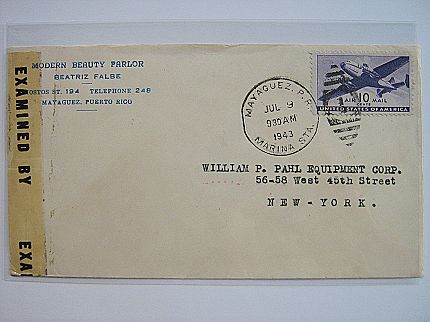 MODERN BEAUTY PARLOR
BEATRIZ FALBE
HOSTOS ST. 194 TELEPHONE 248
MAYAGUEZ, PUERTO RICO
EXAMINED BY
EXA
MAYAGUEZ, P.R.
JUL 9
930AM
1943
MARINA STA.
AIR 10 MAIL
CENTS
UNITED STATES OF AMERICA
WILLIAM P. PAHL EQUIPMENT CORP.
56-58 West 45th Street
NEW-YORK.